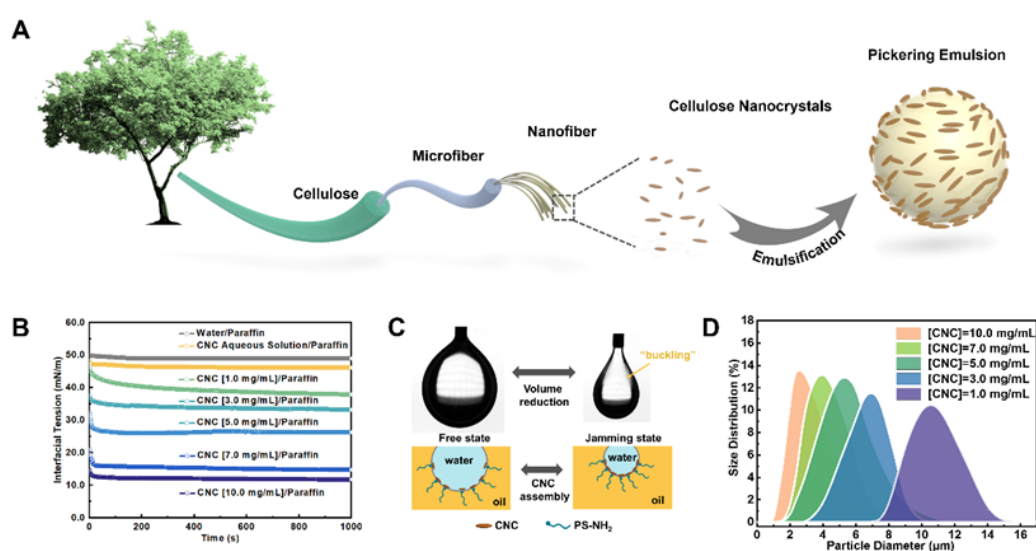 A
Pickering Emulsion
Cellulose Nanocrystals
Nanofiber
Microfiber
Cellulose
Emulsification
B
60.0
50.0
40.0
30.0
20.0
10.0
0.0
Interfacial Tension (mN/m)
Water/Paraffin
CNC Aqueous Solution/Paraffin
CNC [1.0 mg/mL]/Paraffin
CNC [3.0 mg/mL]/Paraffin
CNC [5.0 mg/mL]/Paraffin
CNC [7.0 mg/mL]/Paraffin
CNC [10.0 mg/mL]/Paraffin
0
200
400
600
800
1000
Time (s)
C
"buckling"
Volume
reduction
Free state
Jamming state
water
oil
CNC
assembly
water
oil
CNC
PS-NH₂
D
18
16
14
12
10
8
6
4
2
0
Size Distribution (%)
[CNC]=10.0 mg/mL
[CNC]=7.0 mg/mL
[CNC]=5.0 mg/mL
[CNC]=3.0 mg/mL
[CNC]=1.0 mg/mL
0
2
4
6
8
10
12
14
16
Particle Diameter (μm)